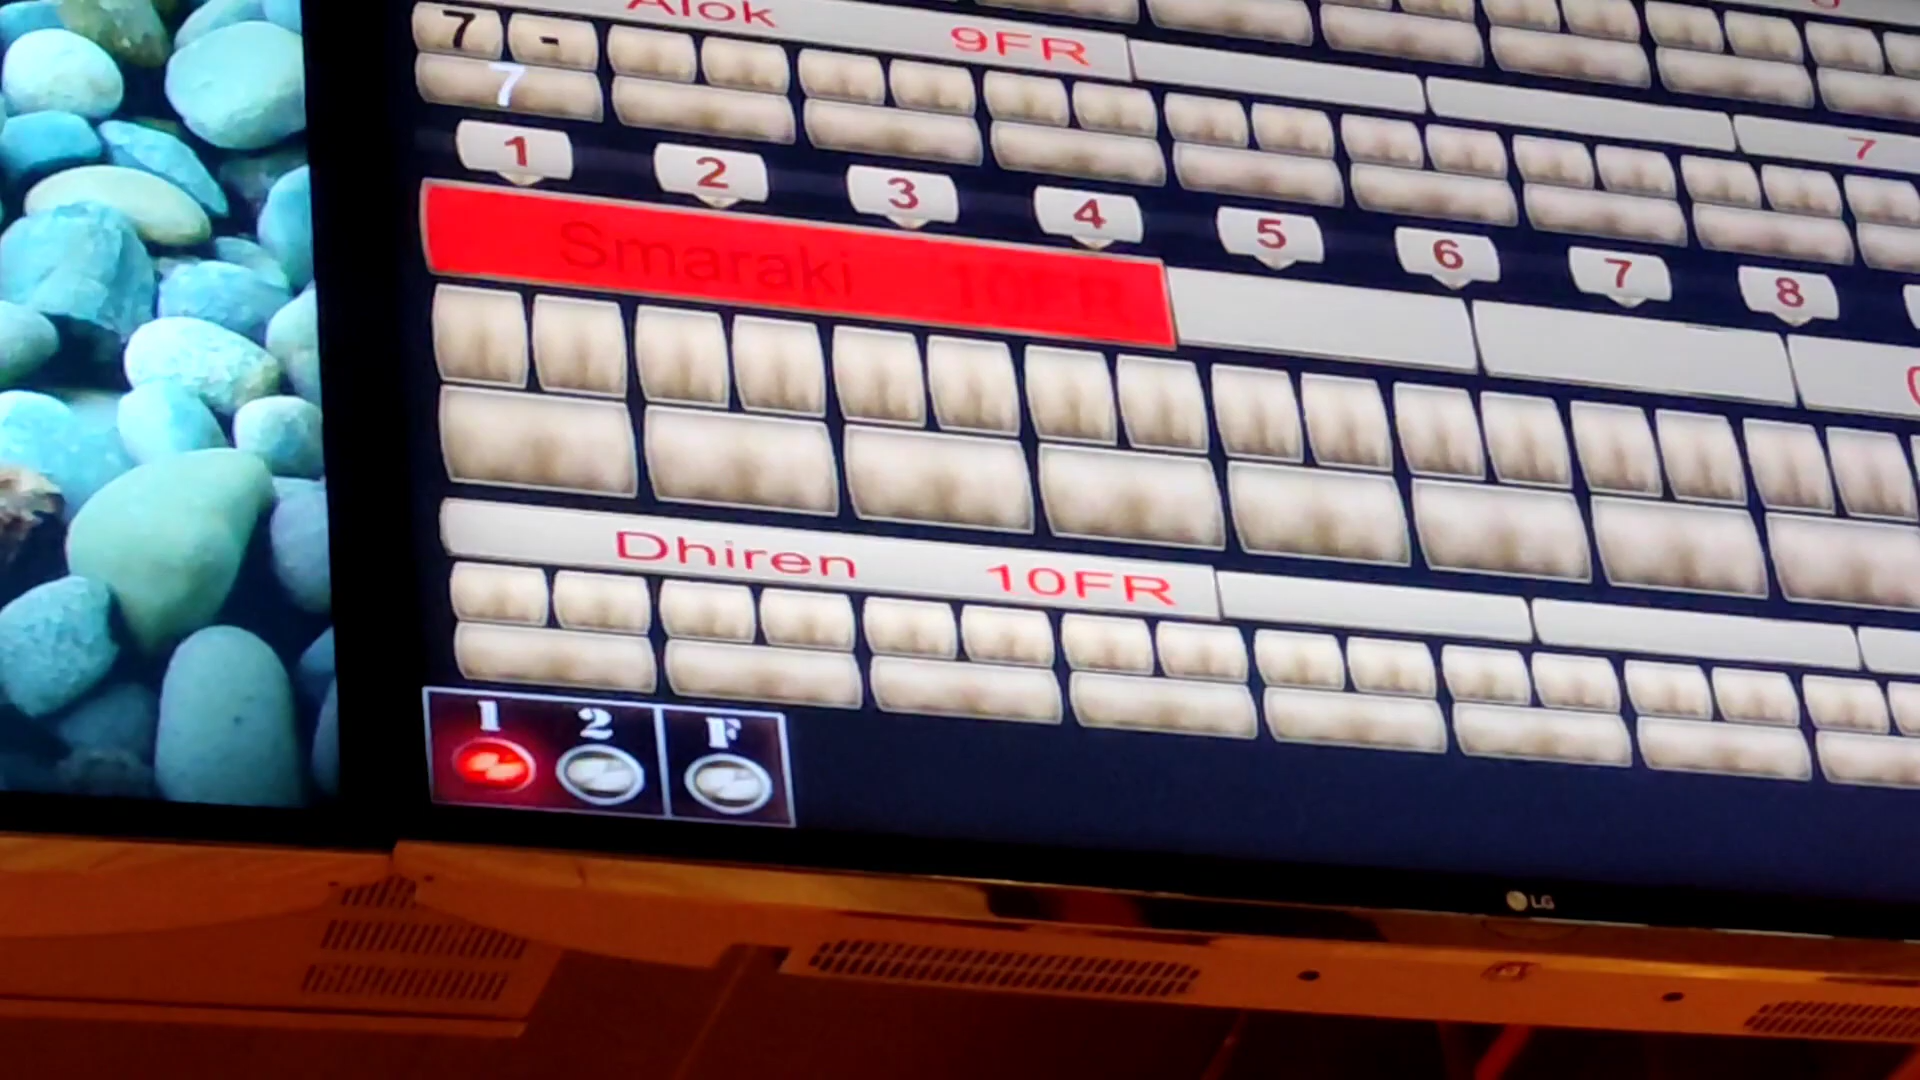 Alok 9FR
7 -
7
7
1 2 3 4 5 6 7 8
Smaraki 10FR
Dhiren 10FR
1 2 F
LG